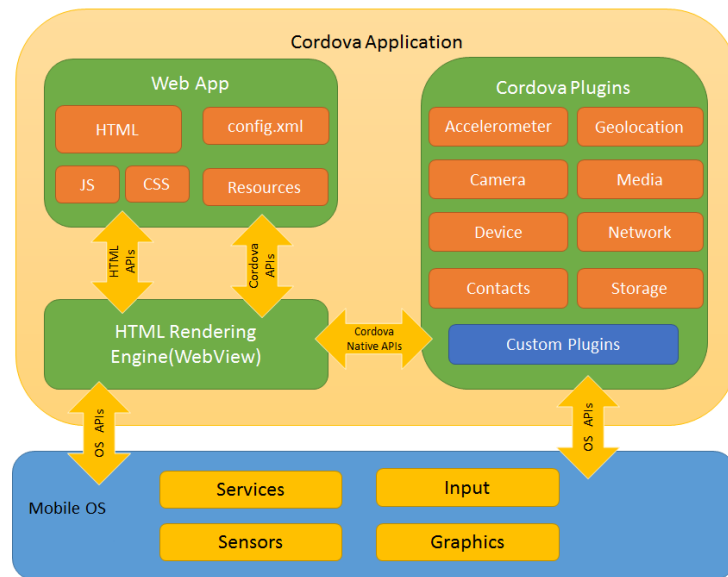 Cordova Application
Web App
HTML
config.xml
JS
CSS
Resources
HTML
APIs
Cordova
APIs
HTML Rendering
Engine(WebView)
Cordova
Native APIs
Cordova Plugins
Accelerometer
Geolocation
Camera
Media
Device
Network
Contacts
Storage
Custom Plugins
OS APIs
OS APIs
Mobile OS
Services
Input
Sensors
Graphics